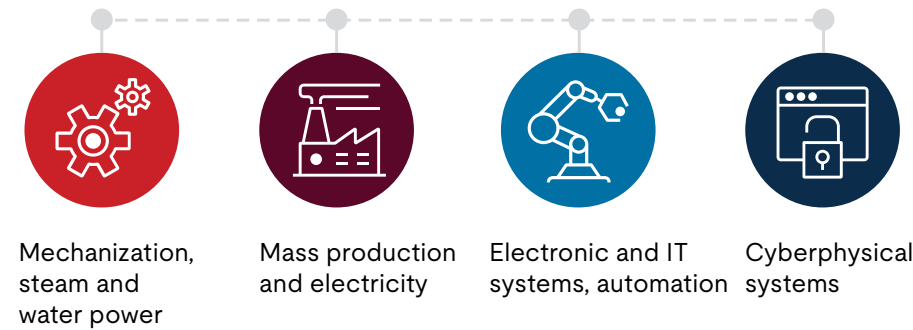 Mechanization,
steam and
water power
Mass production
and electricity
Electronic and IT
systems, automation
Cyberphysical
systems